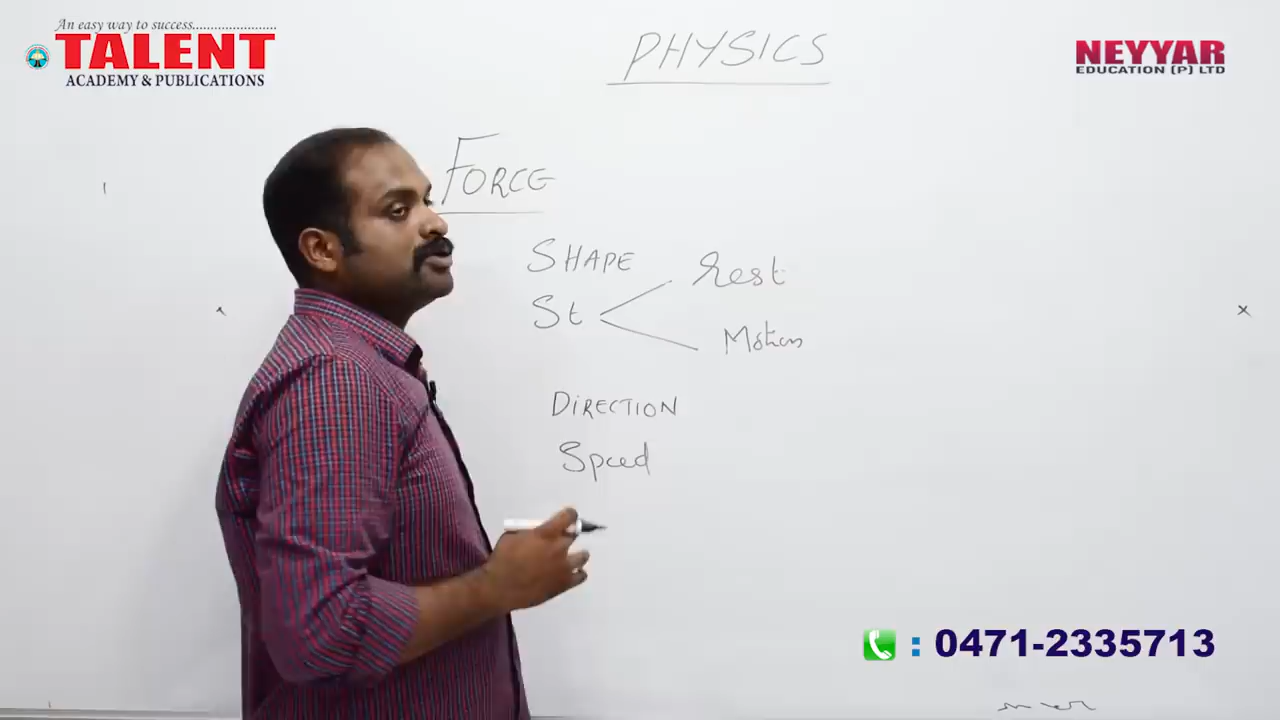 An easy way to success............................
TALENT
ACADEMY & PUBLICATIONS
NEYYAR
EDUCATION (P) LTD
PHYSICS
FORCE
SHAPE
St
Rest
Motion
DIRECTION
Speed
: 0471-2335713